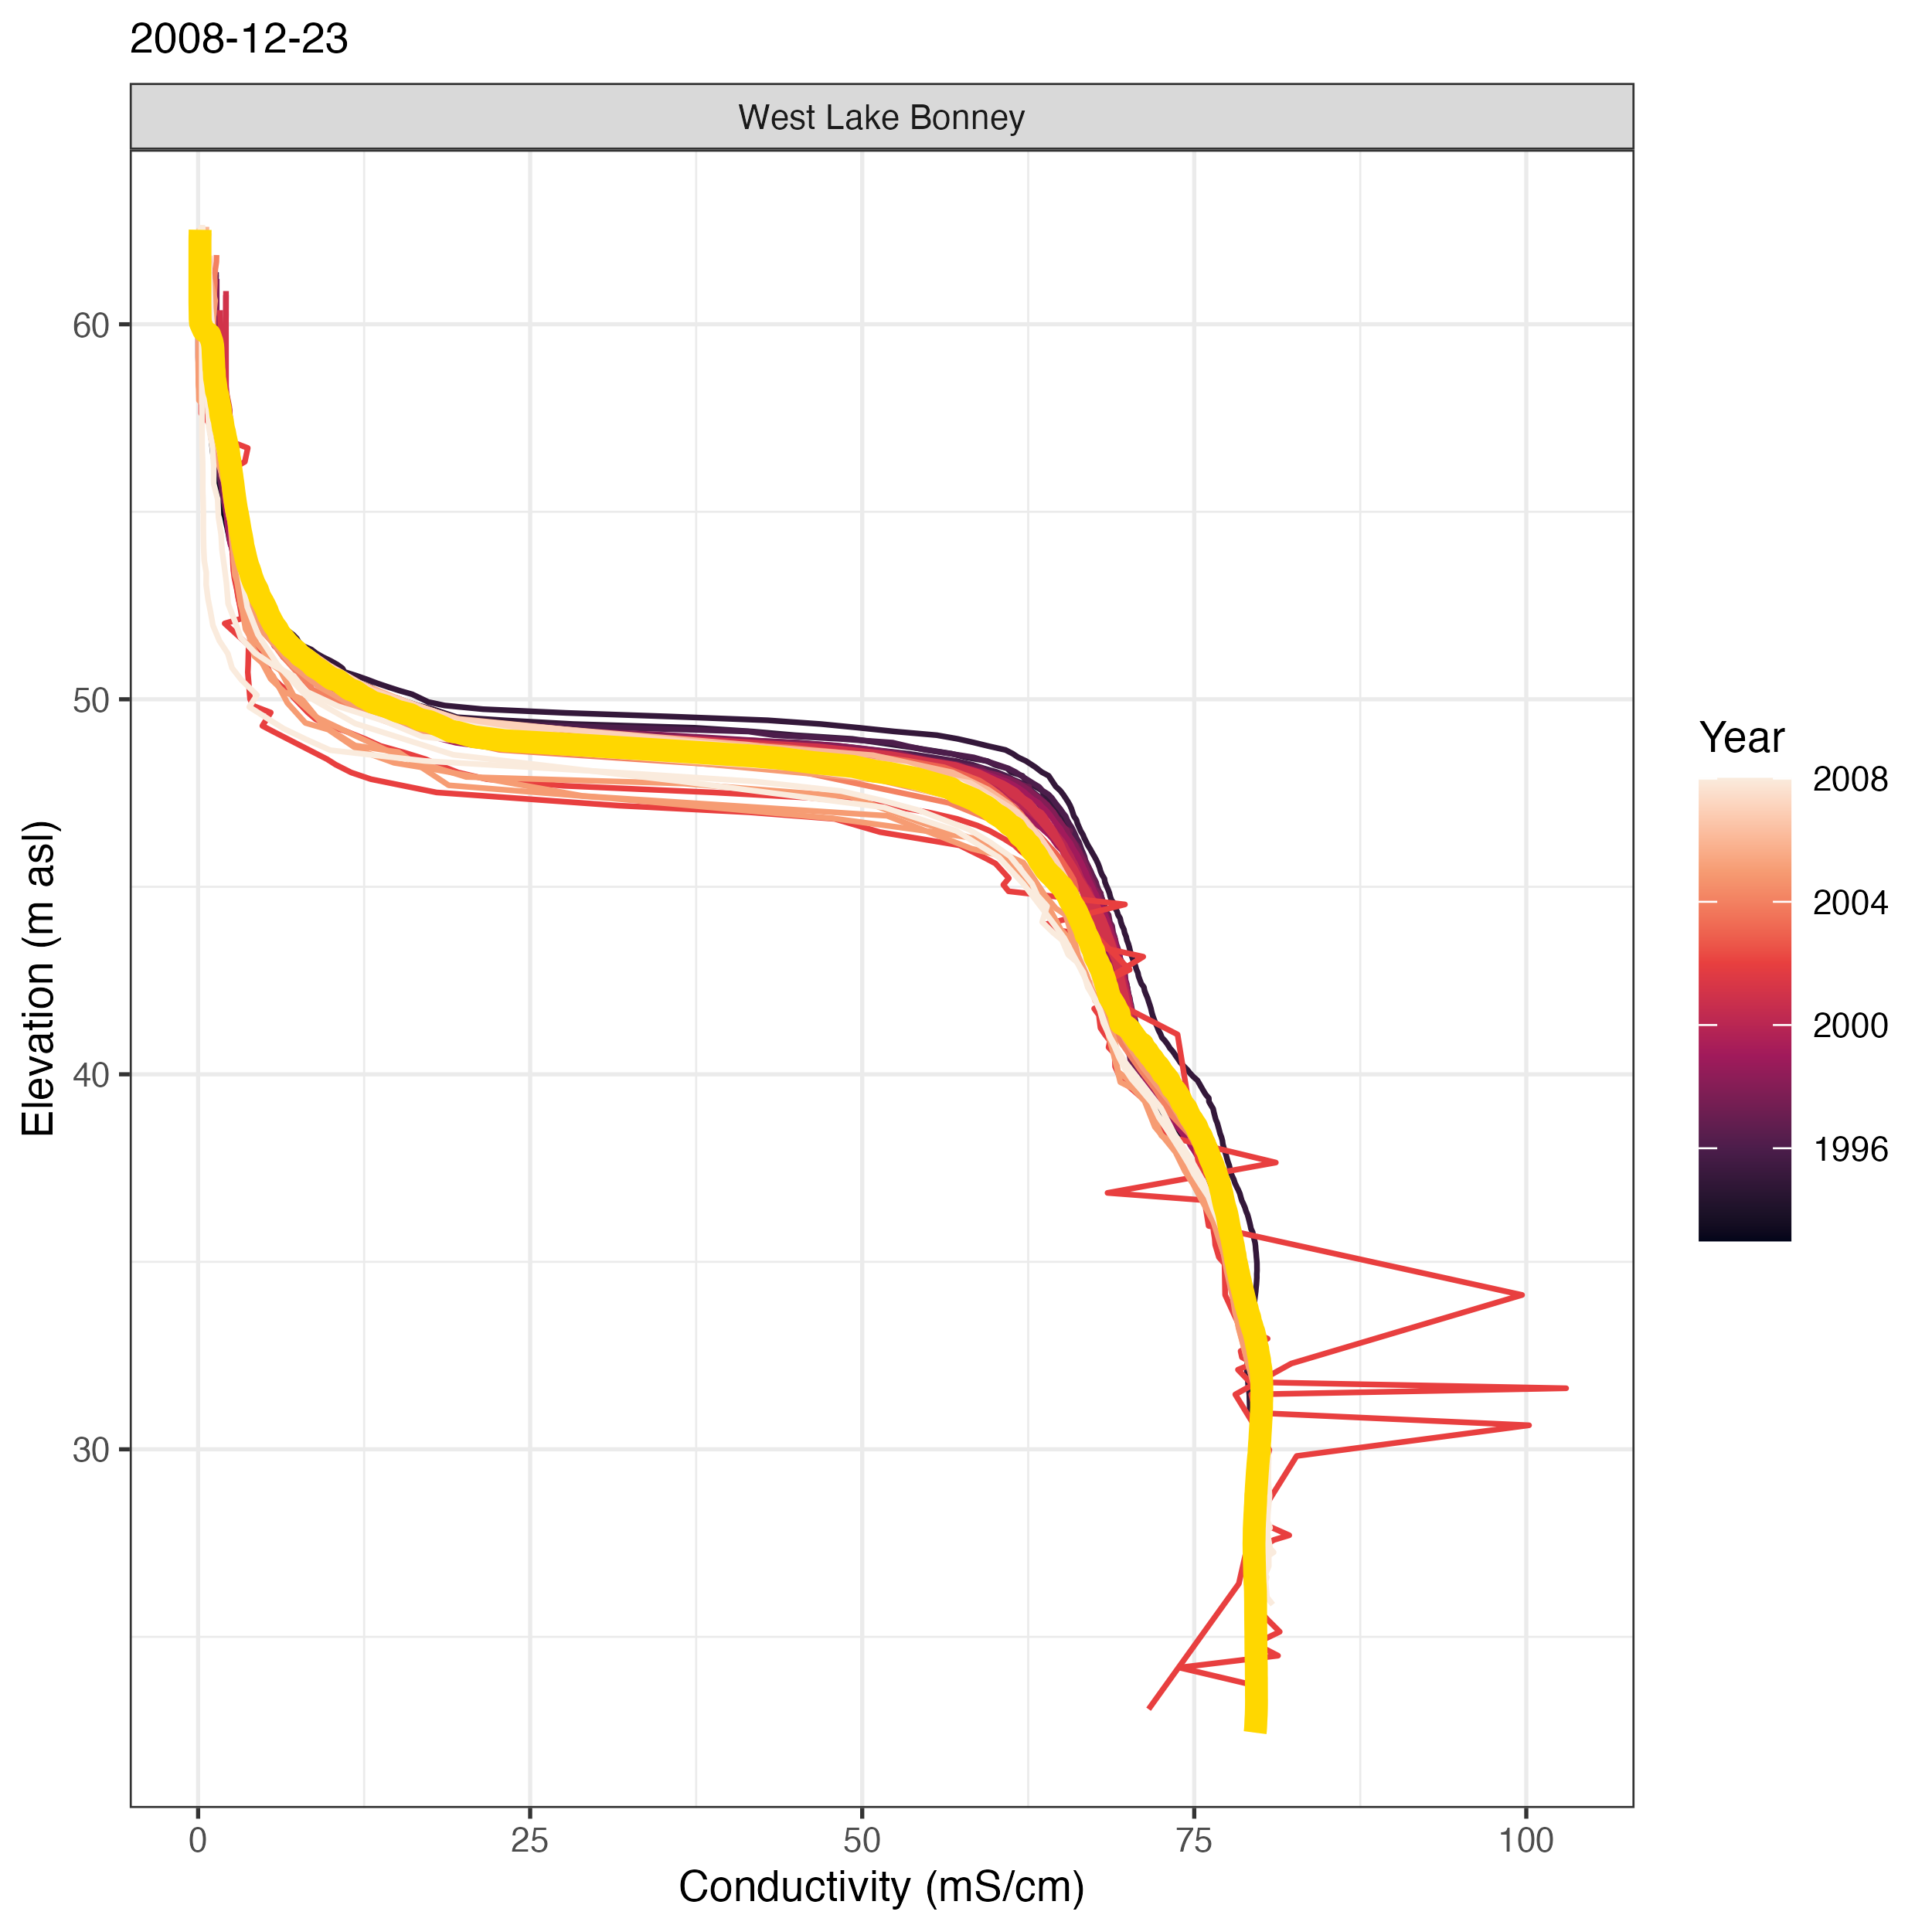 2008-12-23
West Lake Bonney
60
50
40
30
0 25 50 75 100
Conductivity (mS/cm)
Elevation (m asl)
Year
2008
2004
2000
1996